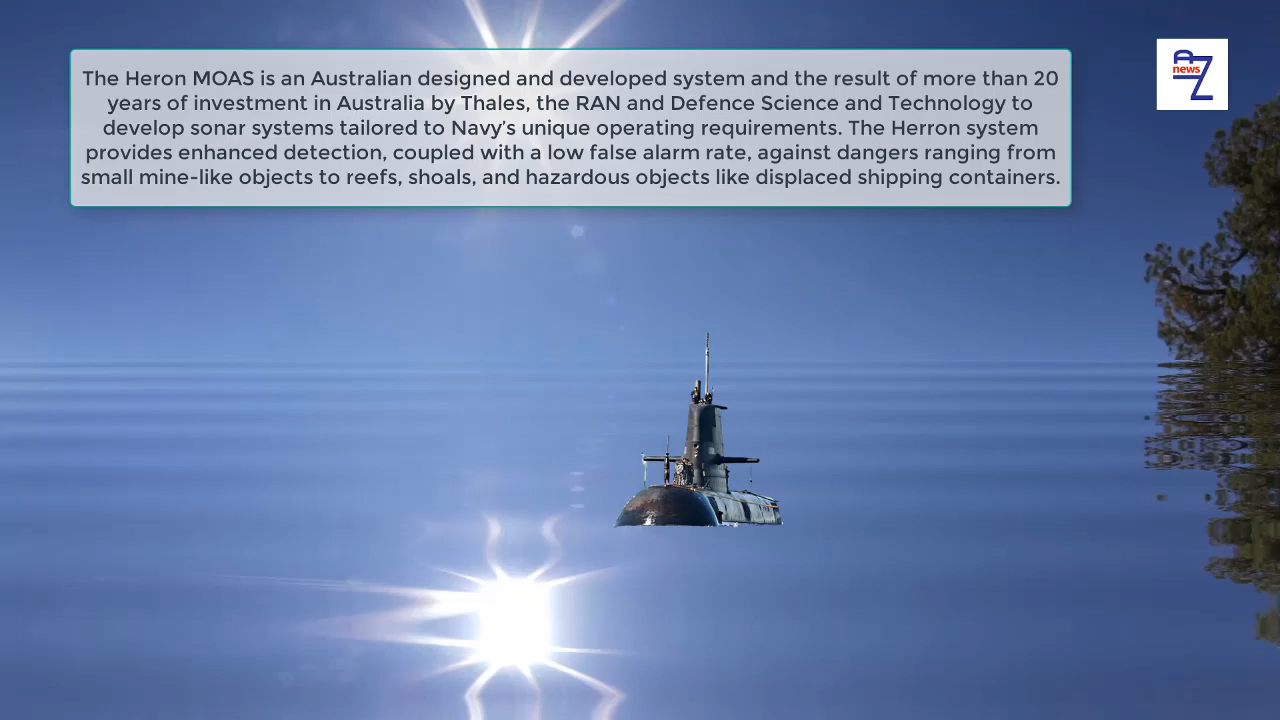 The Heron MOAS is an Australian designed and developed system and the result of more than 20
years of investment in Australia by Thales, the RAN and Defence Science and Technology to
develop sonar systems tailored to Navy’s unique operating requirements. The Herron system
provides enhanced detection, coupled with a low false alarm rate, against dangers ranging from
small mine-like objects to reefs, shoals, and hazardous objects like displaced shipping containers.
A
news
Z